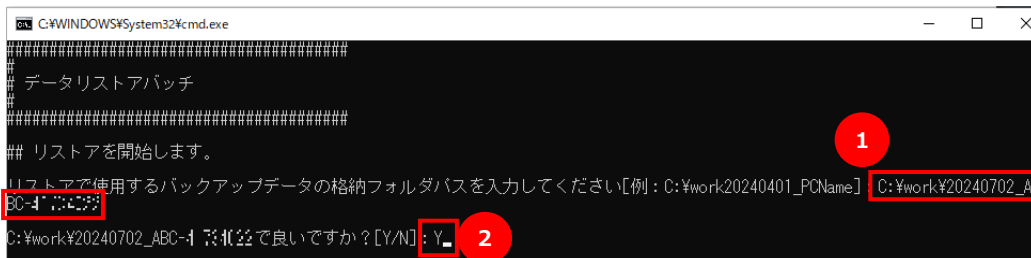 C:¥WINDOWS¥System32¥cmd.exe
########################################
#
# データリストアバッチ
#
########################################
## リストアを開始します。
1
リストアで使用するバックアップデータの格納フォルダパスを入力してください[例：C:¥work20240401_PCName]：C:¥work¥20240702_A
BC-
C:¥work¥20240702_ABC- で良いですか？[Y/N]：Y
2